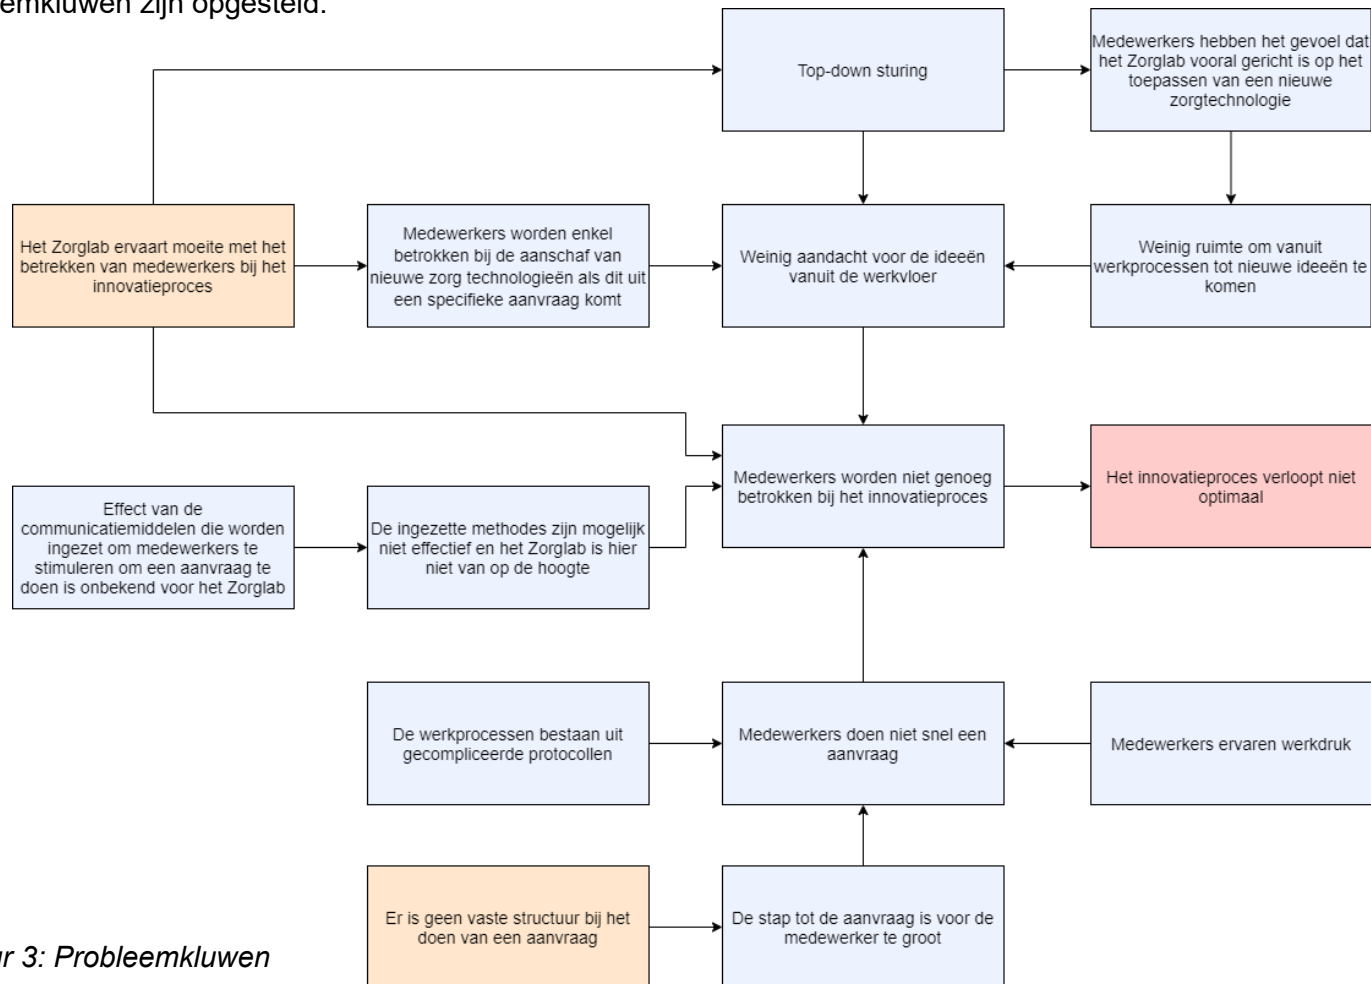 emkluwen zijn opgesteld.
Top-down sturing
Medewerkers hebben het gevoel dat
het Zorglab vooral gericht is op het
toepassen van een nieuwe
zorgtechnologie
Het Zorglab ervaart moeite met het
betrekken van medewerkers bij het
innovatieproces
Medewerkers worden enkel
betrokken bij de aanschaf van
nieuwe zorg technologieën als dit uit
een specifieke aanvraag komt
Weinig aandacht voor de ideeën
vanuit de werkvloer
Weinig ruimte om vanuit
werkprocessen tot nieuwe ideeën te
komen
Medewerkers worden niet genoeg
betrokken bij het innovatieproces
Het innovatieproces verloopt niet
optimaal
Effect van de
communicatiemiddelen die worden
ingezet om medewerkers te
stimuleren om een aanvraag te
doen is onbekend voor het Zorglab
De ingezette methodes zijn mogelijk
niet effectief en het Zorglab is hier
niet van op de hoogte
De werkprocessen bestaan uit
gecompliceerde protocollen
Medewerkers doen niet snel een
aanvraag
Medewerkers ervaren werkdruk
Er is geen vaste structuur bij het
doen van een aanvraag
De stap tot de aanvraag is voor de
medewerker te groot
ur 3: Probleemkluwen